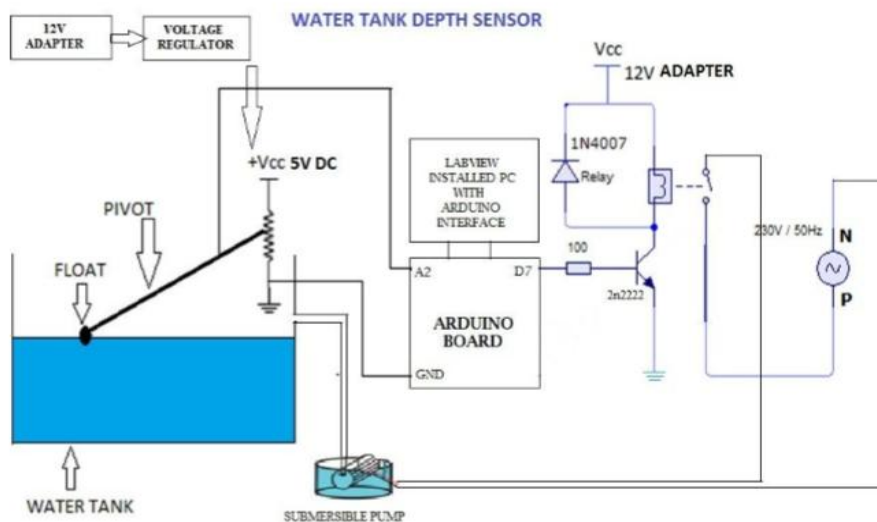 WATER TANK DEPTH SENSOR
12V
ADAPTER
VOLTAGE
REGULATOR
Vcc
12V ADAPTER
+Vcc 5V DC
1N4007
Relay
LABVIEW
INSTALLED PC
WITH
ARDUINO
INTERFACE
PIVOT
FLOAT
230V / 50Hz
N
P
A2
D7
100
2n2222
ARDUINO
BOARD
GND
WATER TANK
SUBMERSIBLE PUMP